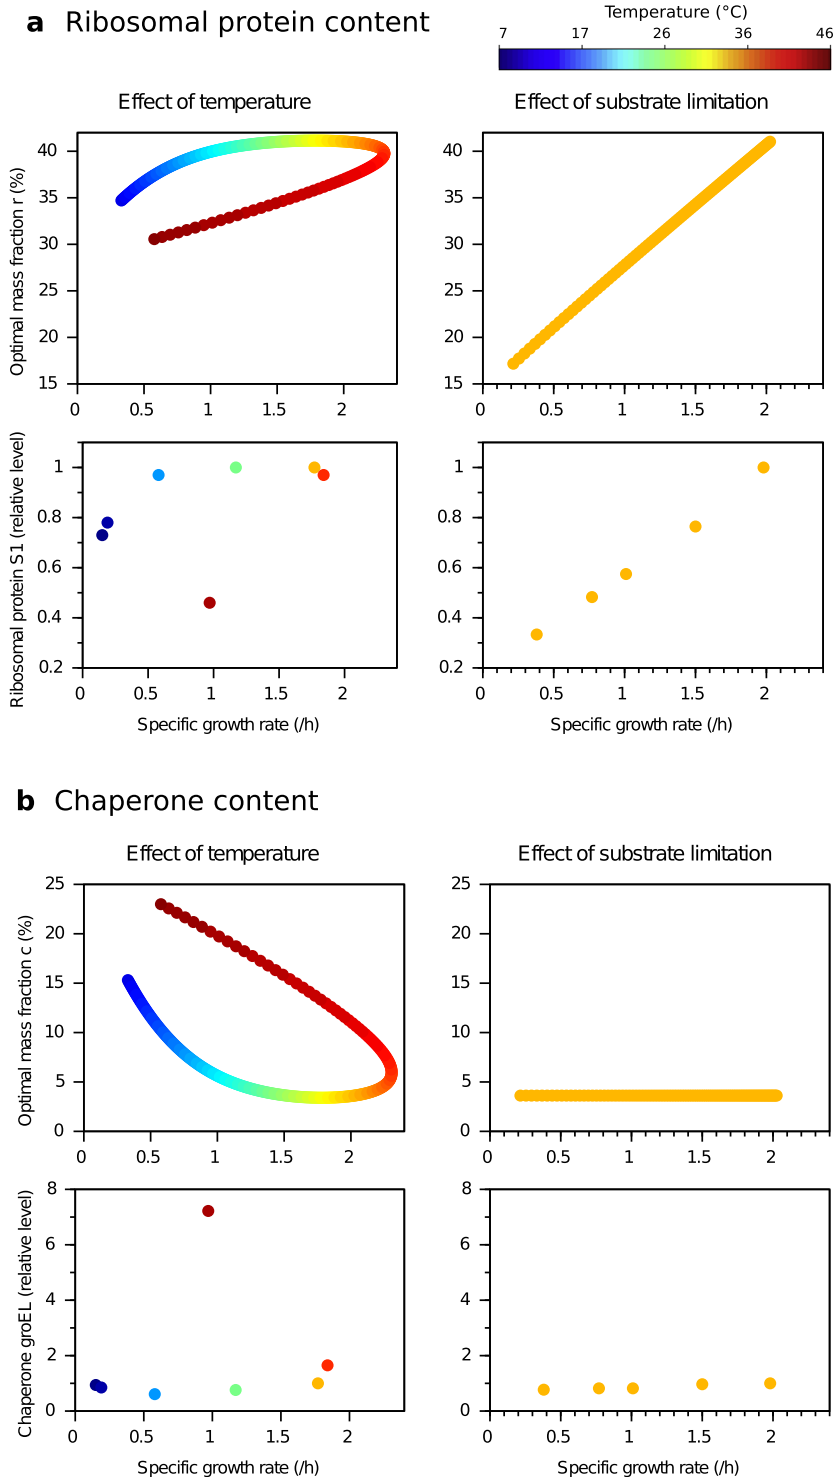 a Ribosomal protein content
Temperature (°C)
7 17 26 36 46
Effect of temperature
Effect of substrate limitation
Optimal mass fraction r (%)
40
35
30
25
20
15
0 0.5 1 1.5 2
40
35
30
25
20
15
0 0.5 1 1.5 2
Ribosomal protein S1 (relative level)
1
0.8
0.6
0.4
0.2
0 0.5 1 1.5 2
Specific growth rate (/h)
1
0.8
0.6
0.4
0.2
0 0.5 1 1.5 2
Specific growth rate (/h)
b Chaperone content
Effect of temperature
Effect of substrate limitation
Optimal mass fraction c (%)
25
20
15
10
5
0
0 0.5 1 1.5 2
25
20
15
10
5
0
0 0.5 1 1.5 2
Chaperone groEL (relative level)
8
6
4
2
0
0 0.5 1 1.5 2
Specific growth rate (/h)
8
6
4
2
0
0 0.5 1 1.5 2
Specific growth rate (/h)